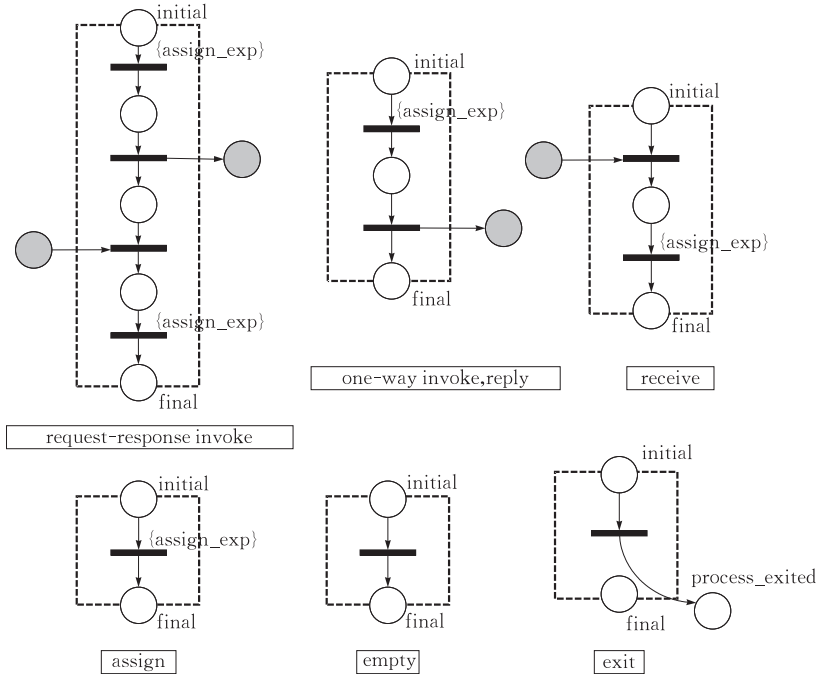 initial
{assign_exp}
{assign_exp}
final
request-response invoke
initial
{assign_exp}
final
one-way invoke,reply
initial
{assign_exp}
final
receive
initial
{assign_exp}
final
assign
initial
final
empty
initial
process_exited
final
exit